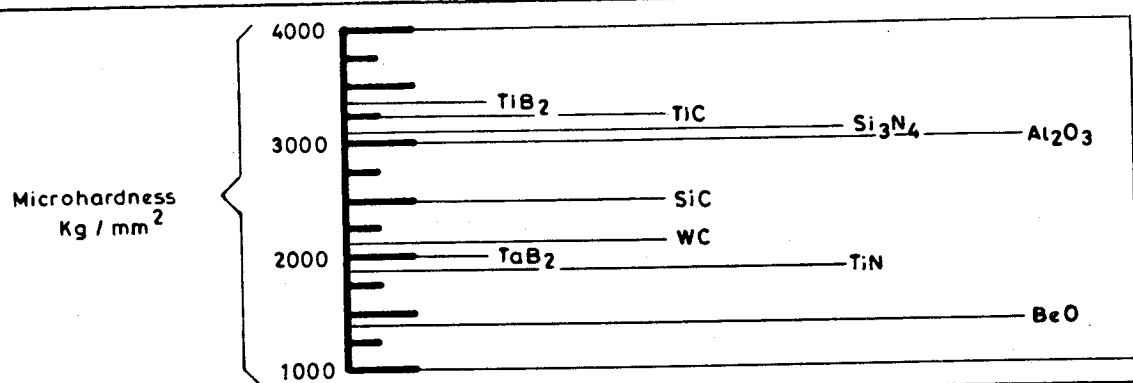 4000
TiB2
TiC
Si3N4
Al2O3
3000
Microhardness
Kg / mm2
SiC
WC
TaB2
2000
TiN
BeO
1000